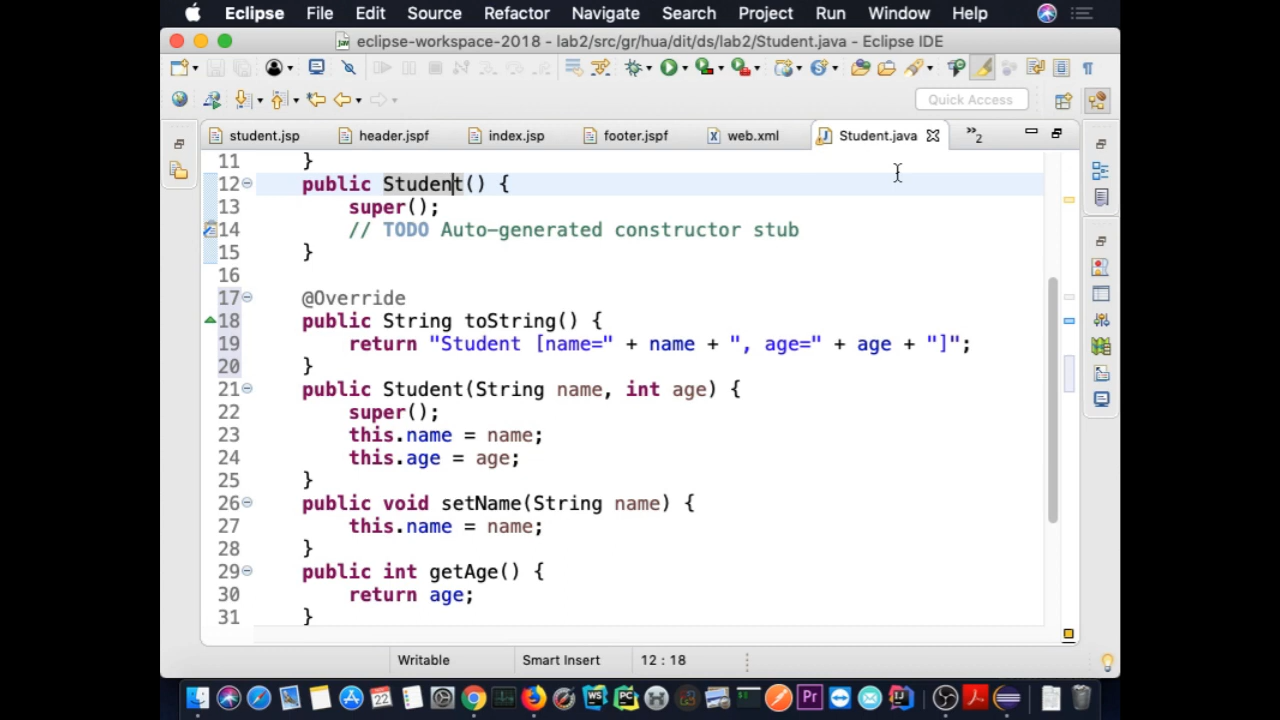 Eclipse File Edit Source Refactor Navigate Search Project Run Window Help
eclipse-workspace-2018 - lab2/src/gr/hua/dit/ds/lab2/Student.java - Eclipse IDE
Quick Access
student.jsp header.jspf index.jsp footer.jspf web.xml Student.java »2
11 }
12 public Student() {
13 super();
14 // TODO Auto-generated constructor stub
15 }
16
17 @Override
18 public String toString() {
19 return "Student [name=" + name + ", age=" + age + "]";
20 }
21 public Student(String name, int age) {
22 super();
23 this.name = name;
24 this.age = age;
25 }
26 public void setName(String name) {
27 this.name = name;
28 }
29 public int getAge() {
30 return age;
31 }
Writable Smart Insert 12 : 18
22 WS PC Pr